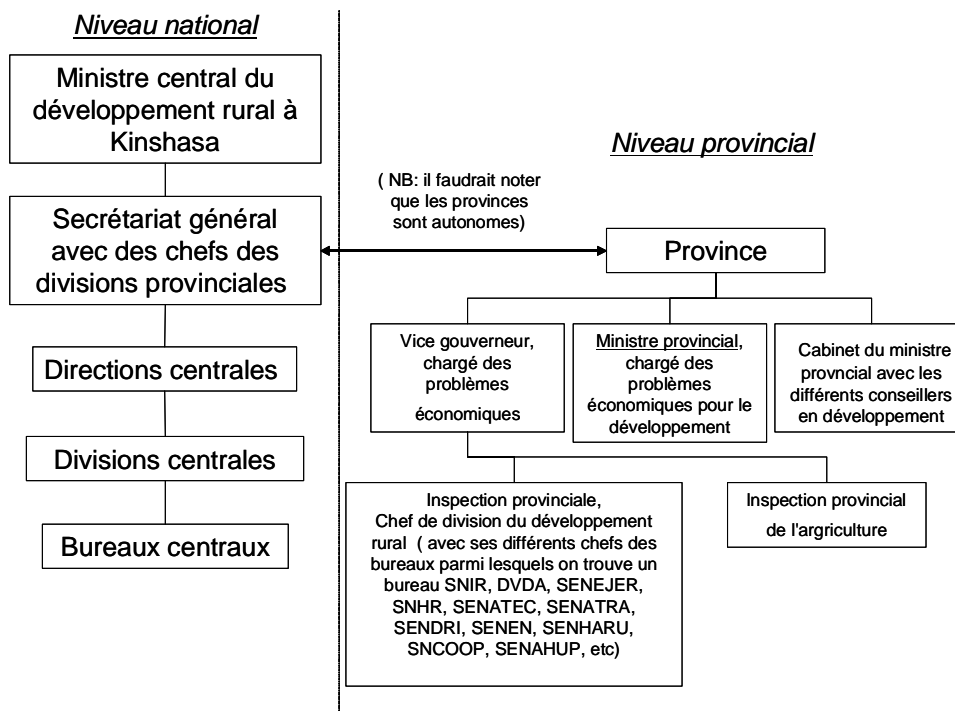 Niveau national
Ministre central du
développement rural à
Kinshasa
Secrétariat général
avec des chefs des
divisions provinciales
Directions centrales
Divisions centrales
Bureaux centraux
Niveau provincial
( NB: il faudrait noter
que les provinces
sont autonomes)
Province
Vice gouverneur,
chargé des
problèmes
économiques
Ministre provincial,
chargé des
problèmes
économiques pour le
développement
Cabinet du ministre
provncial avec les
différents conseillers
en développement
Inspection provinciale,
Chef de division du développement
rural ( avec ses différents chefs des
bureaux parmi lesquels on trouve un
bureau SNIR, DVDA, SENEJER,
SNHR, SENATEC, SENATRA,
SENDRI, SENEN, SENHARU,
SNCOOP, SENAHUP, etc)
Inspection provincial
de l'argriculture